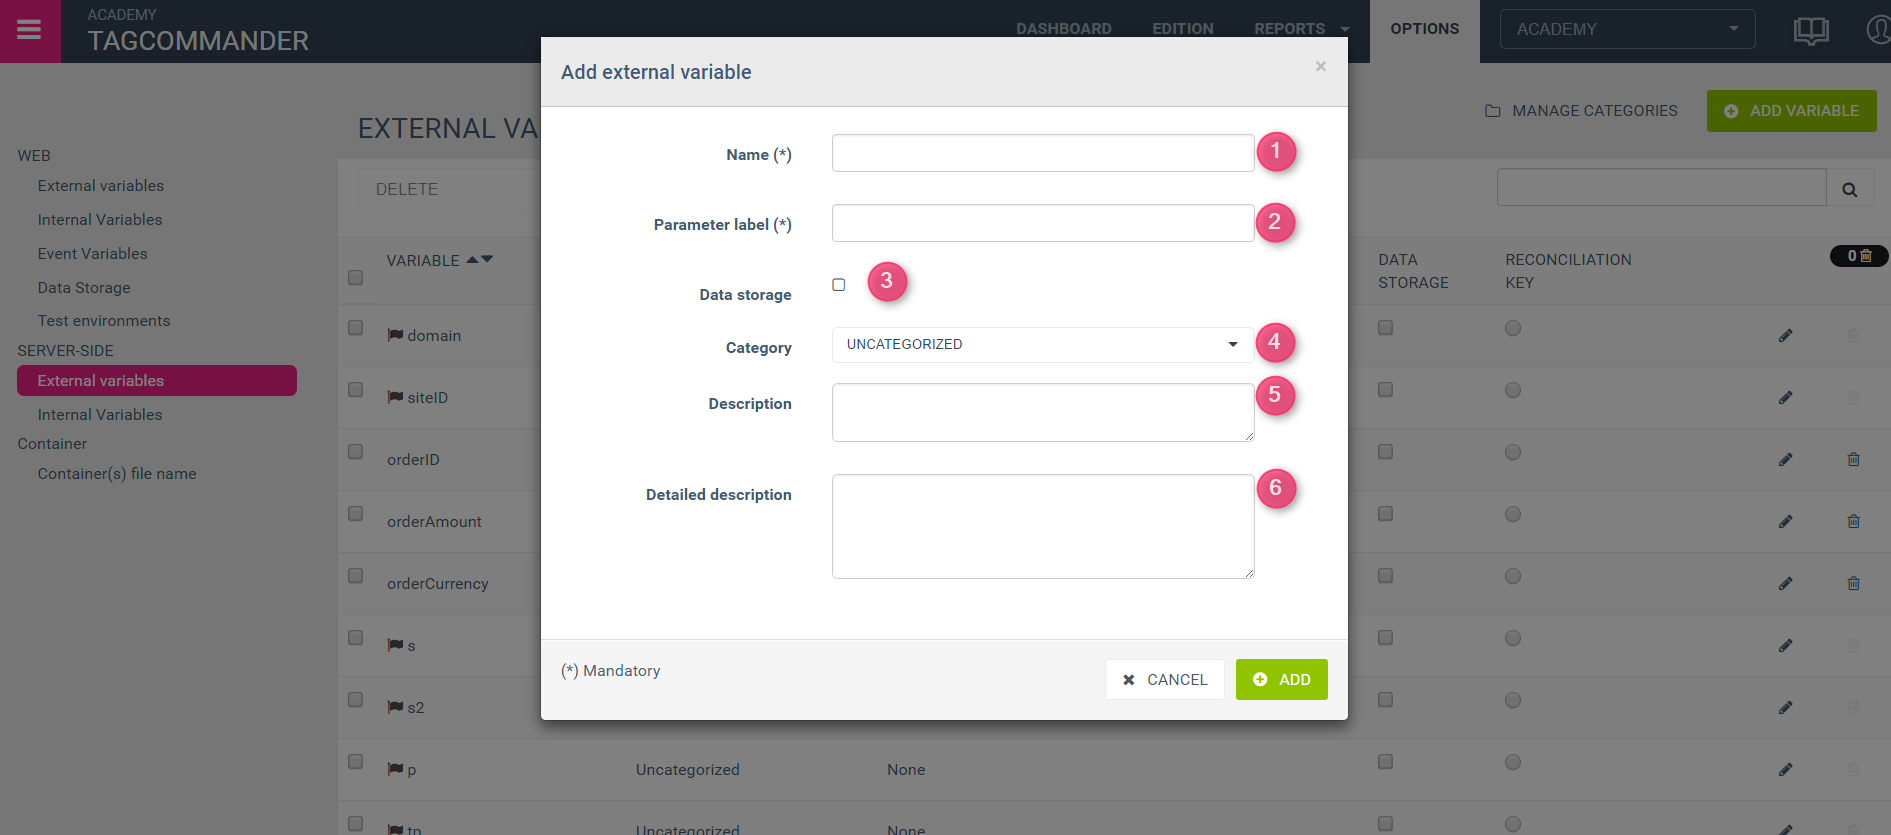 ACADEMY
TAGCOMMANDER
DASHBOARD
EDITION
REPORTS
OPTIONS
ACADEMY
MANAGE CATEGORIES
ADD VARIABLE
EXTERNAL VA
WEB
External variables
Internal Variables
Event Variables
Data Storage
Test environments
SERVER-SIDE
External variables
Internal Variables
Container
Container(s) file name
DELETE
VARIABLE
DATA
STORAGE
RECONCILIATION
KEY
0
domain
siteID
orderID
orderAmount
orderCurrency
s
s2
p
Uncategorized
None
tp
Uncategorized
None
Add external variable
×
Name (*)
1
Parameter label (*)
2
Data storage
3
Category
UNCATEGORIZED
4
Description
5
Detailed description
6
(*) Mandatory
CANCEL
ADD